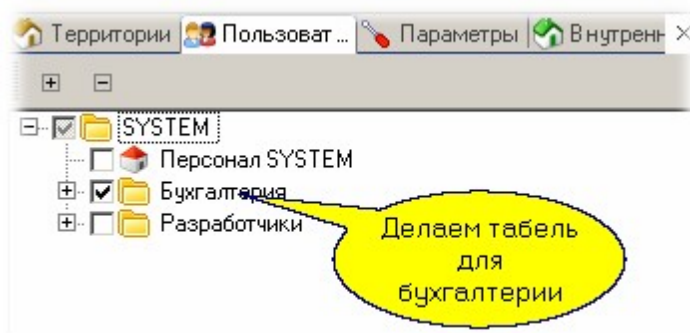 Территории Пользоват ... Параметры Внутренн
SYSTEM
Персонал SYSTEM
Бухгалтерия
Разработчики
Делаем табель
для
бухгалтерии